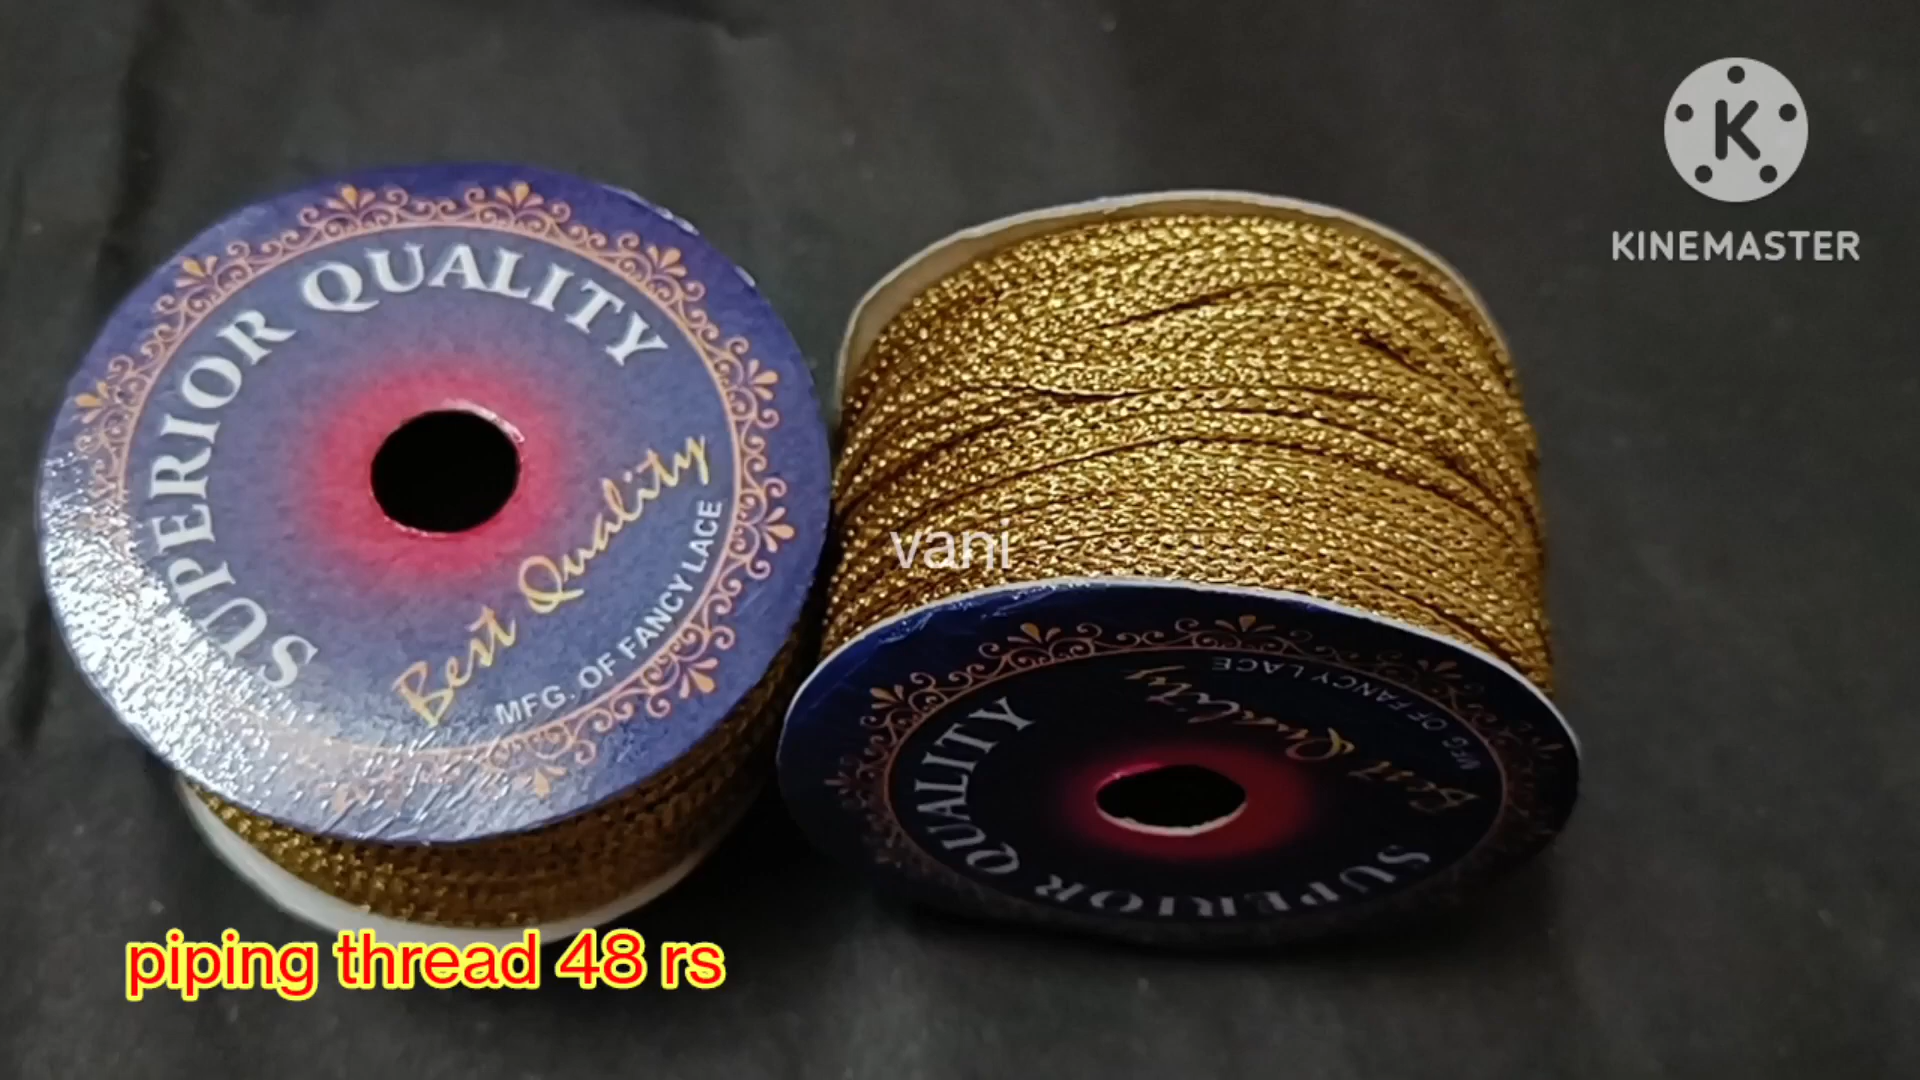 K
KINEMASTER
SUPERIOR QUALITY
Best Quality
MFG. OF FANCY LACE
vani
SUPERIOR QUALITY
Best Quality
MFG OF FANCY LACE
piping thread 48 rs